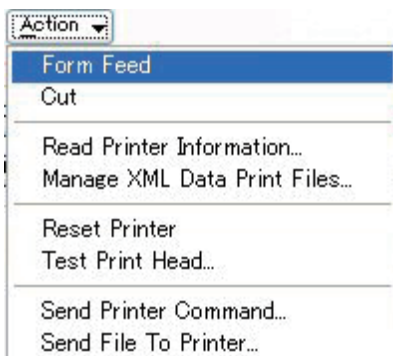 Action
Form Feed
Cut
Read Printer Information...
Manage XML Data Print Files...
Reset Printer
Test Print Head...
Send Printer Command...
Send File To Printer...